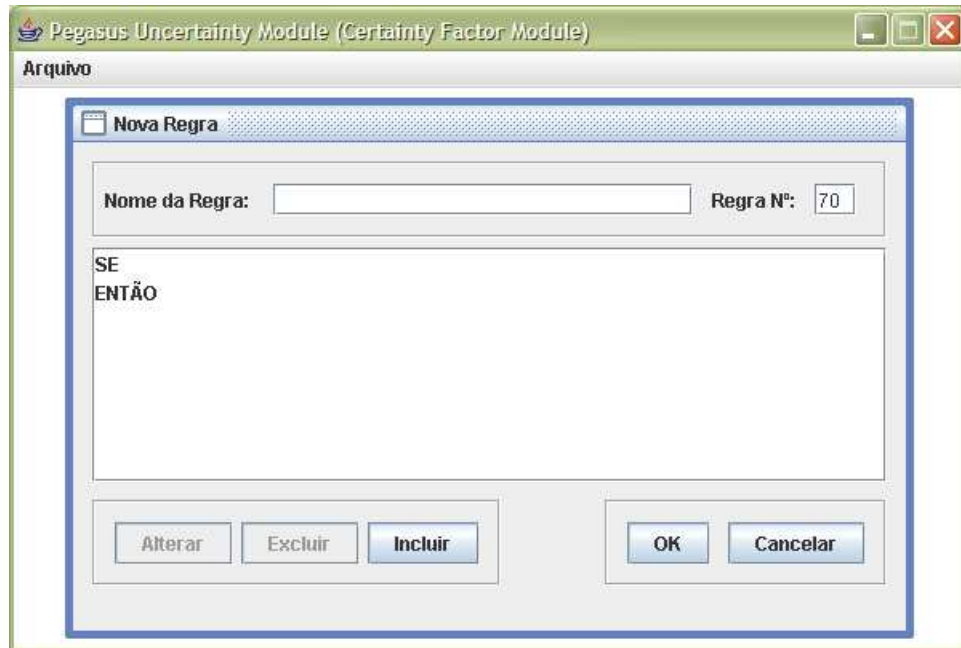 Pegasus Uncertainty Module (Certainty Factor Module)
Arquivo
Nova Regra
Nome da Regra: Regra Nº: 70
SE
ENTÃO
Alterar Excluir Incluir OK Cancelar